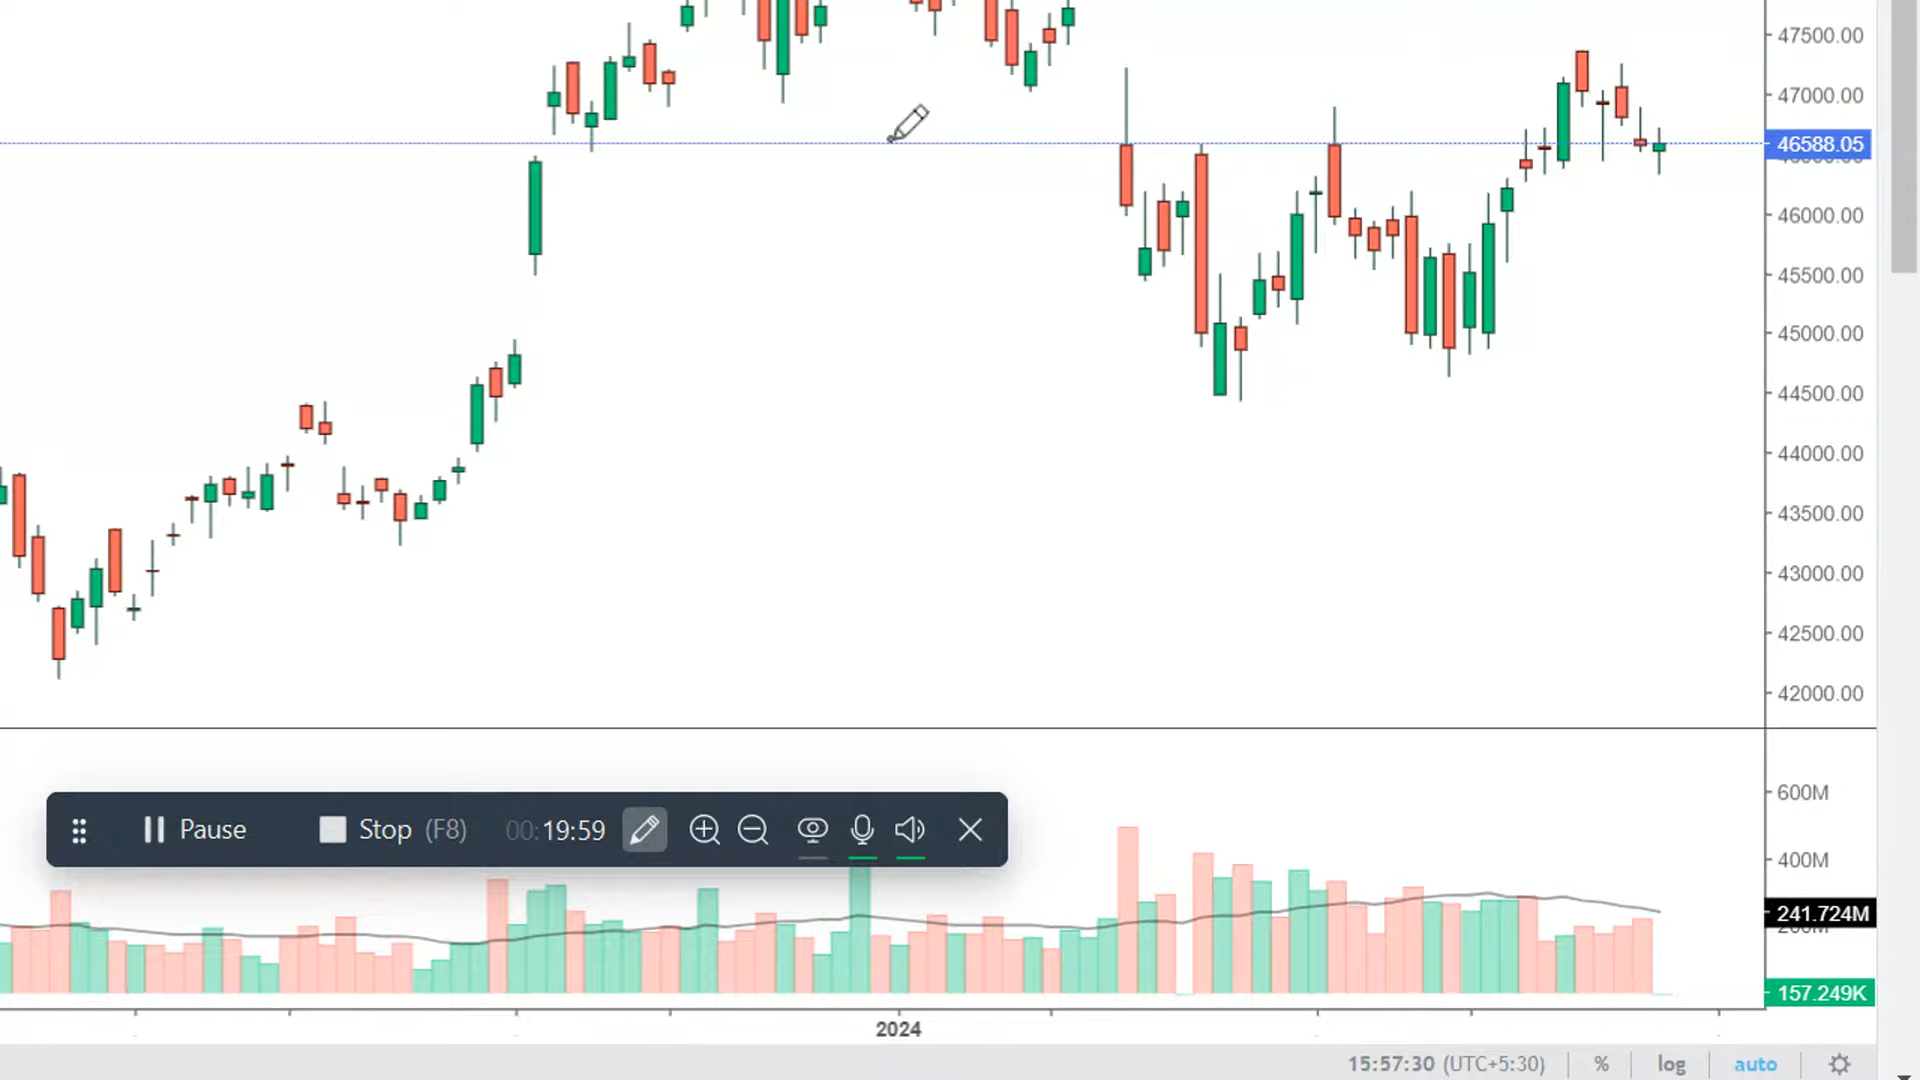 47500.00
47000.00
46588.05
46000.00
45500.00
45000.00
44500.00
44000.00
43500.00
43000.00
42500.00
42000.00
600M
Pause Stop (F8) 00:19:59
400M
241.724M
200M
157.249K
2024
15:57:30 (UTC+5:30) % log auto